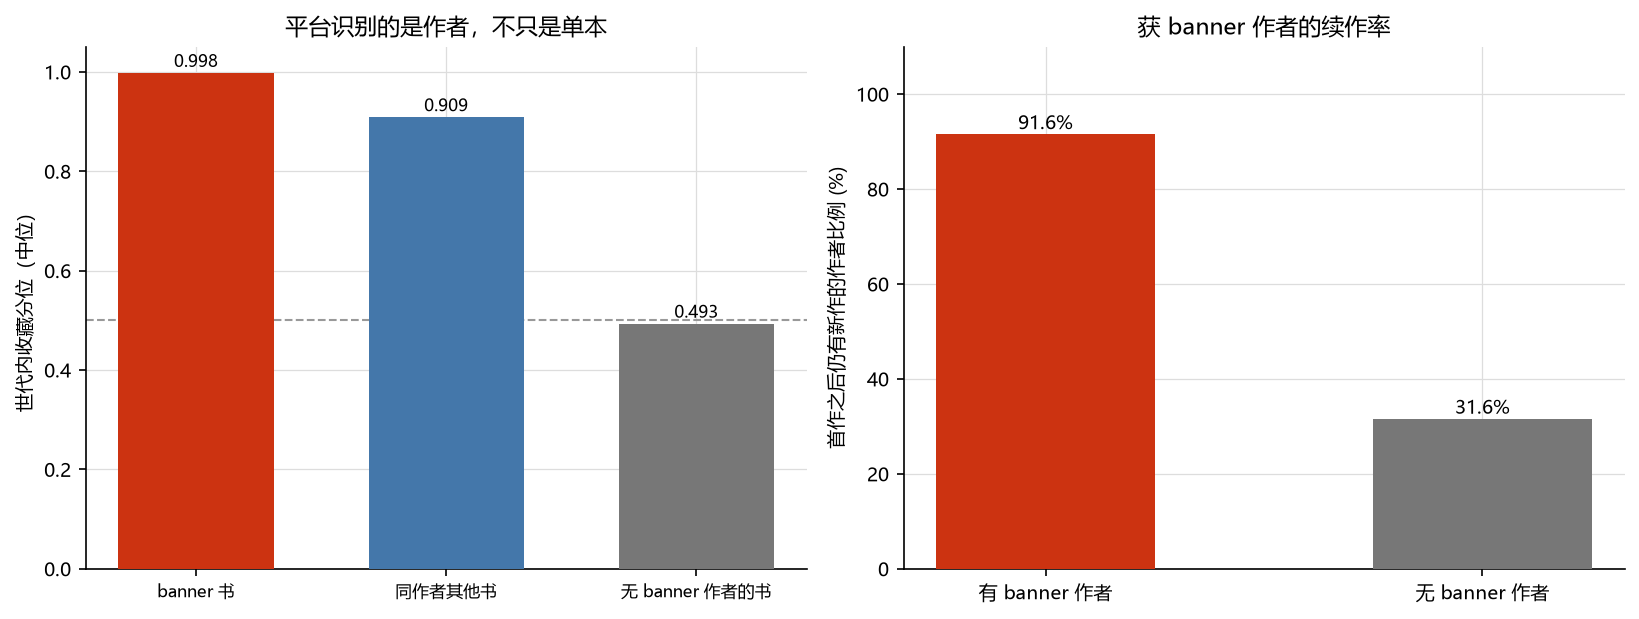 平台识别的是作者，不只是单本
世代内收藏分位（中位）
1.0
0.8
0.6
0.4
0.2
0.0
0.998
0.909
0.493
banner 书
同作者其他书
无 banner 作者的书
获 banner 作者的续作率
首作之后仍有新作的作者比例 (%)
100
80
60
40
20
0
91.6%
31.6%
有 banner 作者
无 banner 作者